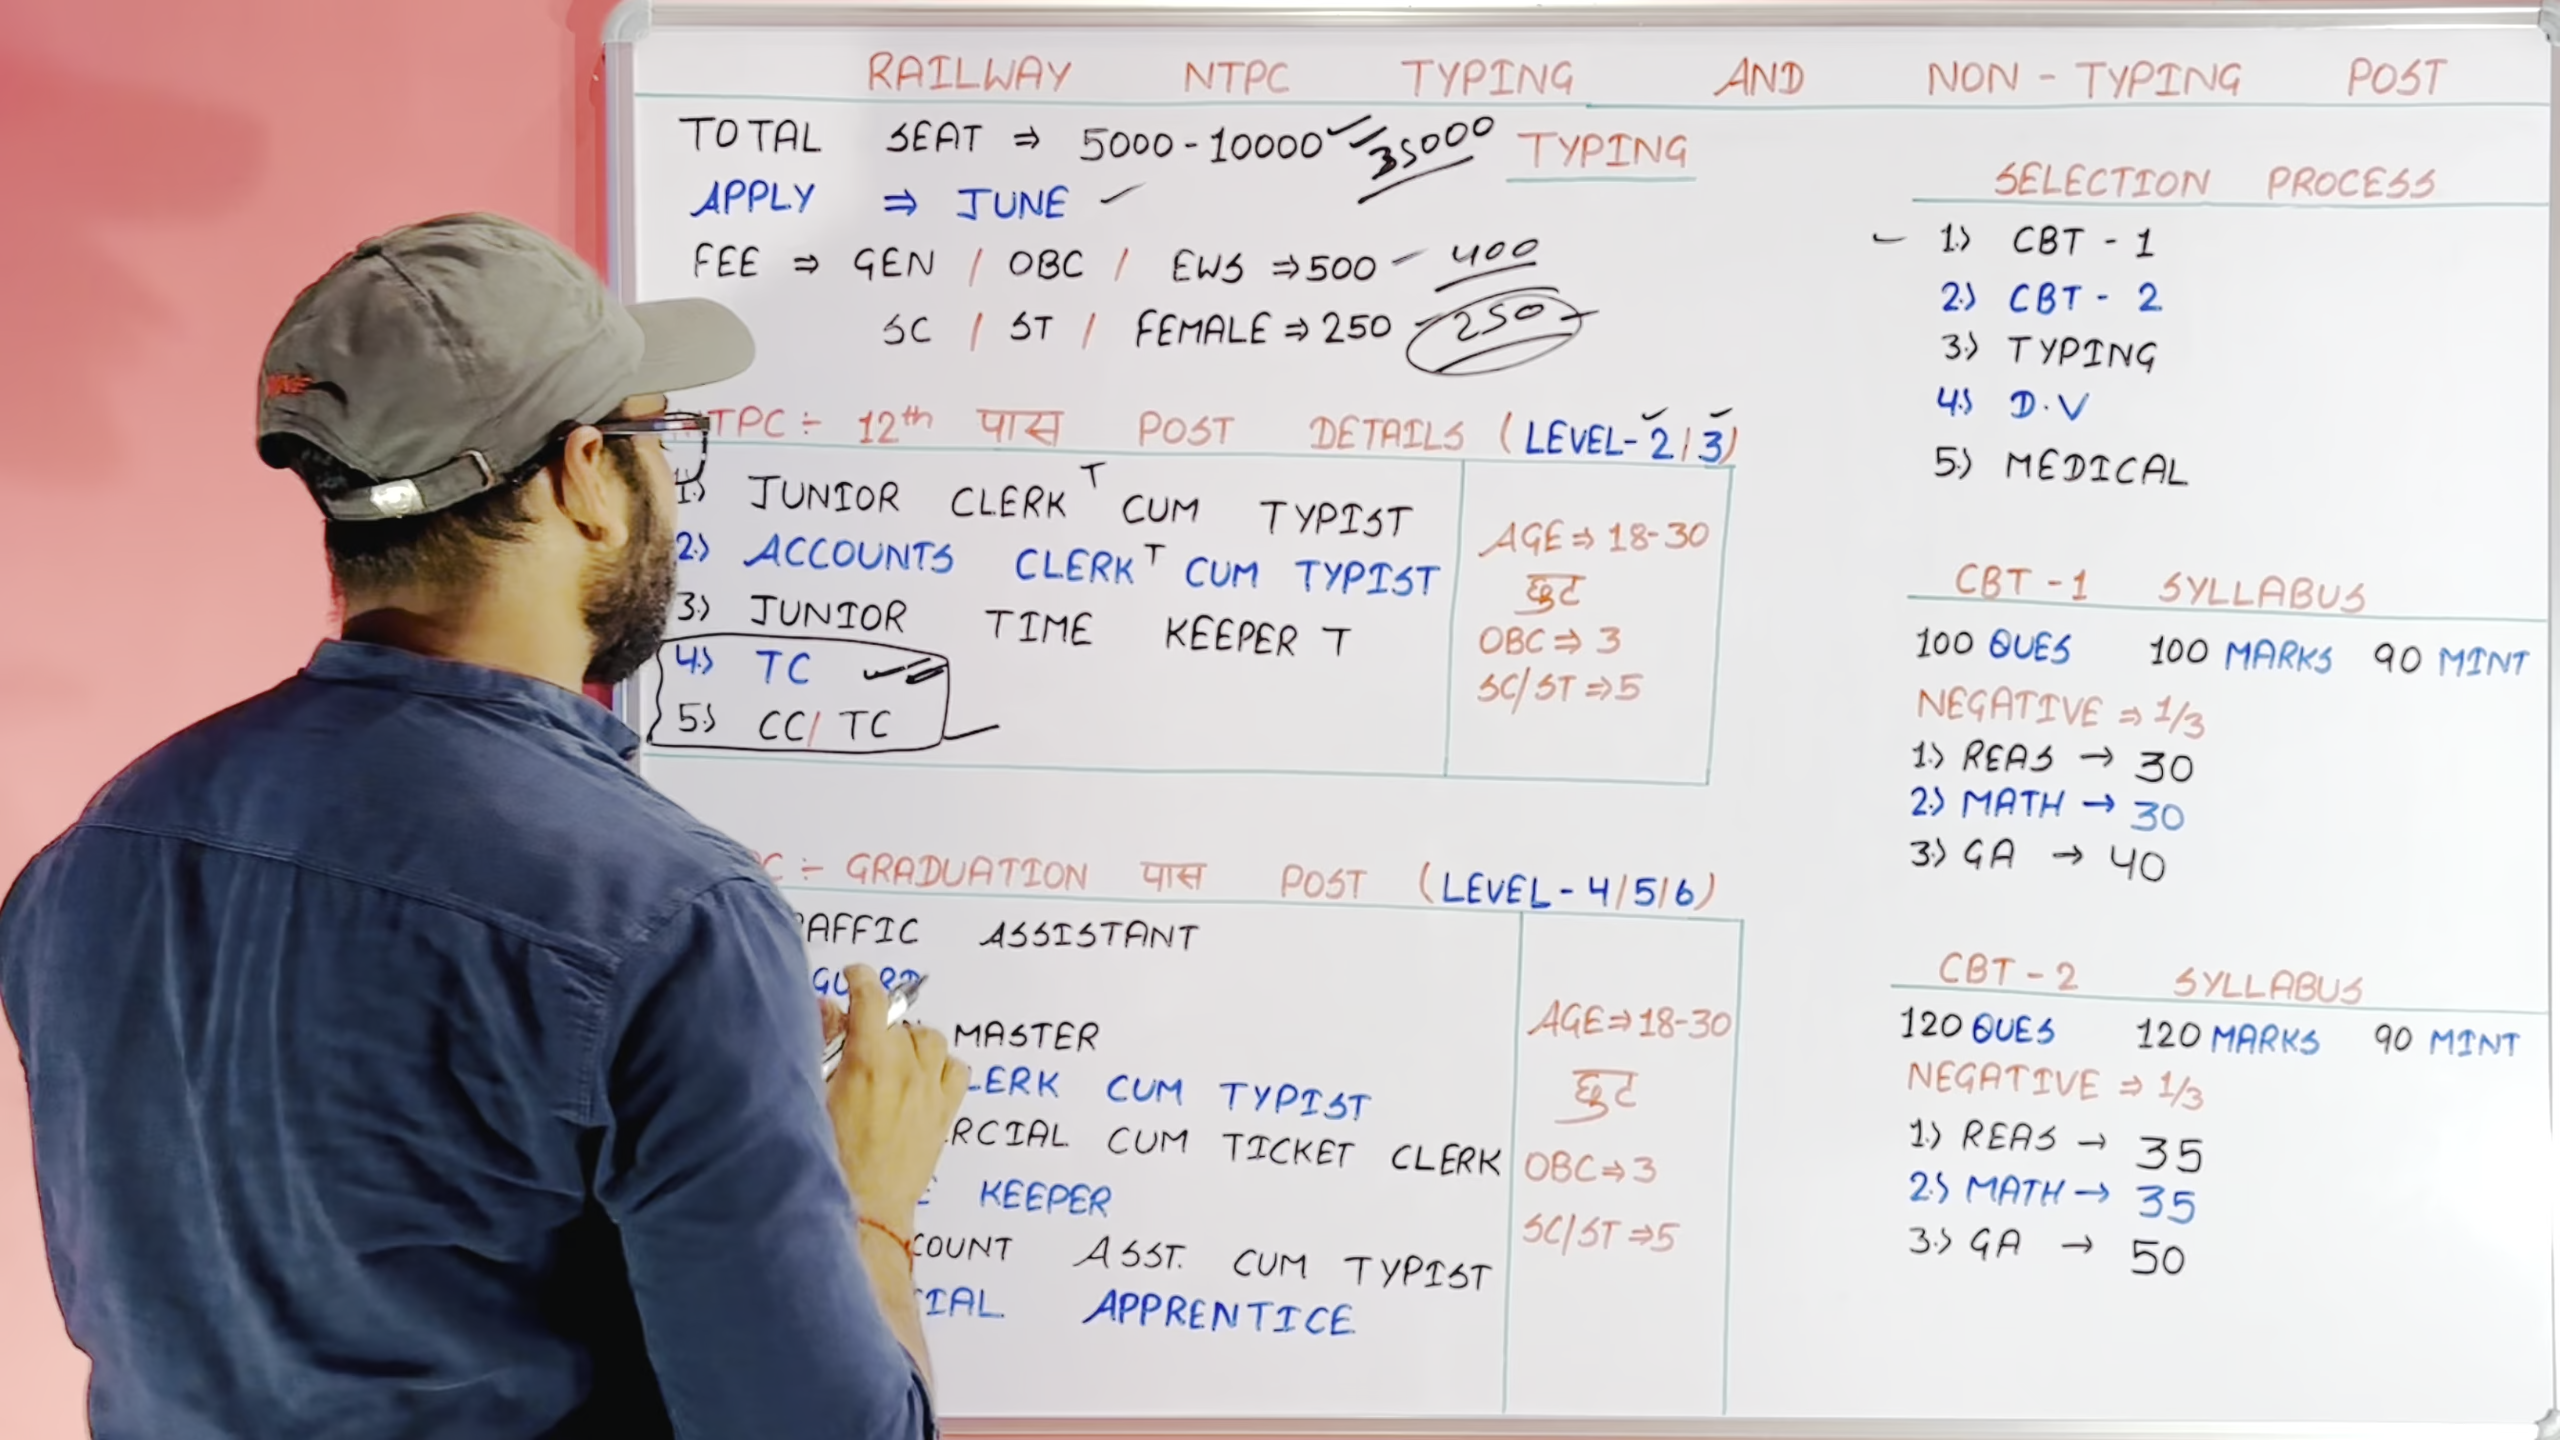 RAILWAY NTPC TYPING AND NON - TYPING POST
TOTAL SEAT ⇒ 5000 - 10000 35000
APPLY ⇒ JUNE
FEE ⇒ GEN / OBC / EWS ⇒ 500 - 400
SC / ST / FEMALE ⇒ 250 - 250
TYPING
NTPC ÷ 12th पास POST DETAILS (LEVEL - 2/3)
1.) JUNIOR CLERK T CUM TYPIST
2.) ACCOUNTS CLERK T CUM TYPIST
3.) JUNIOR TIME KEEPER T
4.) TC
5.) CC/ TC
AGE ⇒ 18-30
छुट
OBC ⇒ 3
SC/ST ⇒ 5
PC ÷ GRADUATION पास POST (LEVEL - 4/5/6)
AFFIC ASSISTANT
GUARD
MASTER
LERK CUM TYPIST
RCIAL CUM TICKET CLERK
E KEEPER
COUNT ASST. CUM TYPIST
CIAL APPRENTICE
AGE ⇒ 18-30
छुट
OBC ⇒ 3
SC/ST ⇒ 5
SELECTION PROCESS
1.) CBT - 1
2.) CBT - 2
3.) TYPING
4.) D.V
5.) MEDICAL
CBT - 1 SYLLABUS
100 QUES 100 MARKS 90 MINT
NEGATIVE ⇒ 1/3
1.) REAS → 30
2.) MATH → 30
3.) GA → 40
CBT - 2 SYLLABUS
120 QUES 120 MARKS 90 MINT
NEGATIVE ⇒ 1/3
1.) REAS → 35
2.) MATH → 35
3.) GA → 50